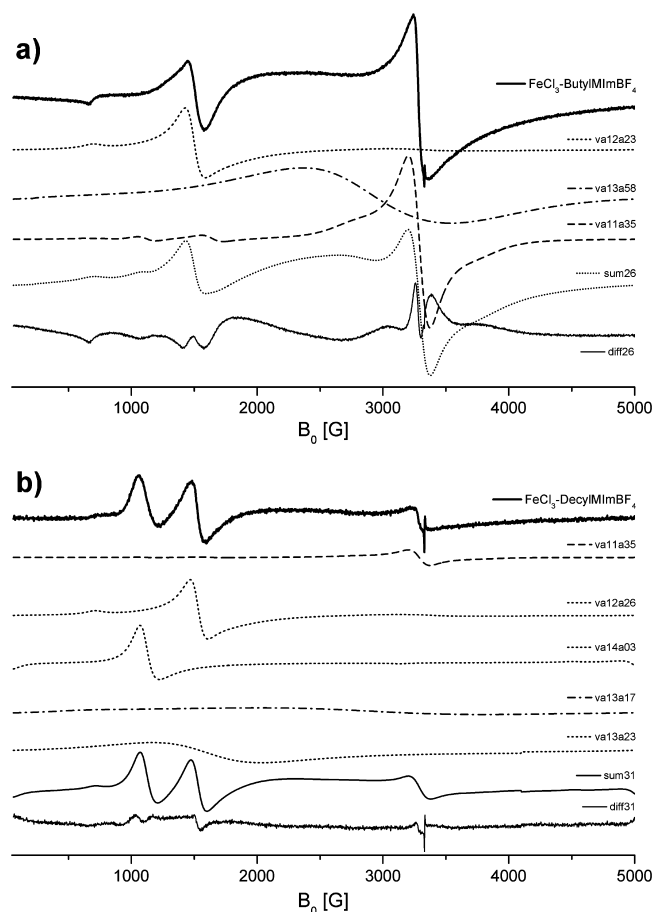 a)
FeCl3-ButylMImBF4
va12a23
va13a58
va11a35
sum26
diff26
1000 2000 3000 4000 5000
B0 [G]
b)
FeCl3-DecylMImBF4
va11a35
va12a26
va14a03
va13a17
va13a23
sum31
diff31
1000 2000 3000 4000 5000
B0 [G]